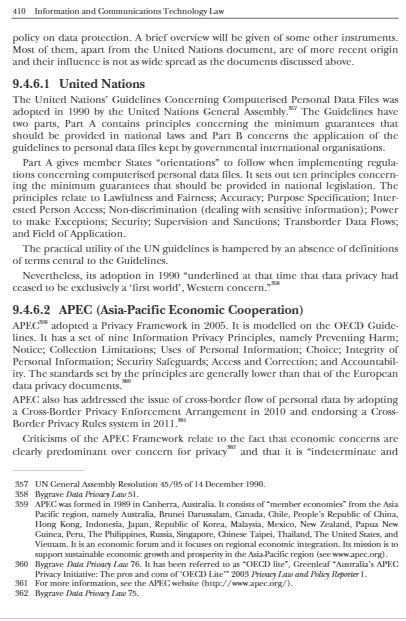 410 Information and Communications Technology Law
policy on data protection. A brief overview will be given of some other instruments.
Most of them, apart from the United Nations document, are of more recent origin
and their influence is not as wide spread as the documents discussed above.
9.4.6.1 United Nations
The United Nations' Guidelines Concerning Computerised Personal Data Files was
adopted in 1990 by the United Nations General Assembly.357 The Guidelines have
two parts, Part A contains principles concerning the minimum guarantees that
should be provided in national laws and Part B concerns the application of the
guidelines to personal data files kept by governmental international organisations.
Part A gives member States "orientations" to follow when implementing regula-
tions concerning computerised personal data files. It sets out ten principles concern-
ing the minimum guarantees that should be provided in national legislation. The
principles relate to Lawfulness and Fairness; Accuracy; Purpose Specification; Inter-
ested Person Access; Non-discrimination (dealing with sensitive information); Power
to make Exceptions; Security; Supervision and Sanctions; Transborder Data Flows;
and Field of Application.
The practical utility of the UN guidelines is hampered by an absence of definitions
of terms central to the Guidelines.
Nevertheless, its adoption in 1990 "underlined at that time that data privacy had
ceased to be exclusively a 'first world', Western concern."358
9.4.6.2 APEC (Asia-Pacific Economic Cooperation)
APEC359 adopted a Privacy Framework in 2005. It is modelled on the OECD Guide-
lines. It has a set of nine Information Privacy Principles, namely Preventing Harm;
Notice; Collection Limitations; Uses of Personal Information; Choice; Integrity of
Personal Information; Security Safeguards; Access and Correction; and Accountabil-
ity. The standards set by the principles are generally lower than that of the European
data privacy documents.360
APEC also has addressed the issue of cross-border flow of personal data by adopting
a Cross-Border Privacy Enforcement Arrangement in 2010 and endorsing a Cross-
Border Privacy Rules system in 2011.361
Criticisms of the APEC Framework relate to the fact that economic concerns are
clearly predominant over concern for privacy362 and that it is "indeterminate and
357 UN General Assembly Resolution 45/95 of 14 December 1990.
358 Bygrave Data Privacy Law 51.
359 APEC was formed in 1989 in Canberra, Australia. It consists of "member economies" from the Asia
Pacific region, namely Australia, Brunei Darussalam, Canada, Chile, People's Republic of China,
Hong Kong, Indonesia, Japan, Republic of Korea, Malaysia, Mexico, New Zealand, Papua New
Guinea, Peru, The Philippines, Russia, Singapore, Chinese Taipei, Thailand, The United States, and
Vietnam. It is an economic forum and it focuses on regional economic integration. Its mission is to
support sustainable economic growth and prosperity in the Asia-Pacific region (see www.apec.org).
360 Bygrave Data Privacy Law 76. It has been referred to as "OECD lite", Greenleaf "Australia's APEC
Privacy Initiative: The pros and cons of 'OECD Lite'" 2003 Privacy Law and Policy Reporter 1.
361 For more information, see the APEC website (http://www.apec.org/).
362 Bygrave Data Privacy Law 75.